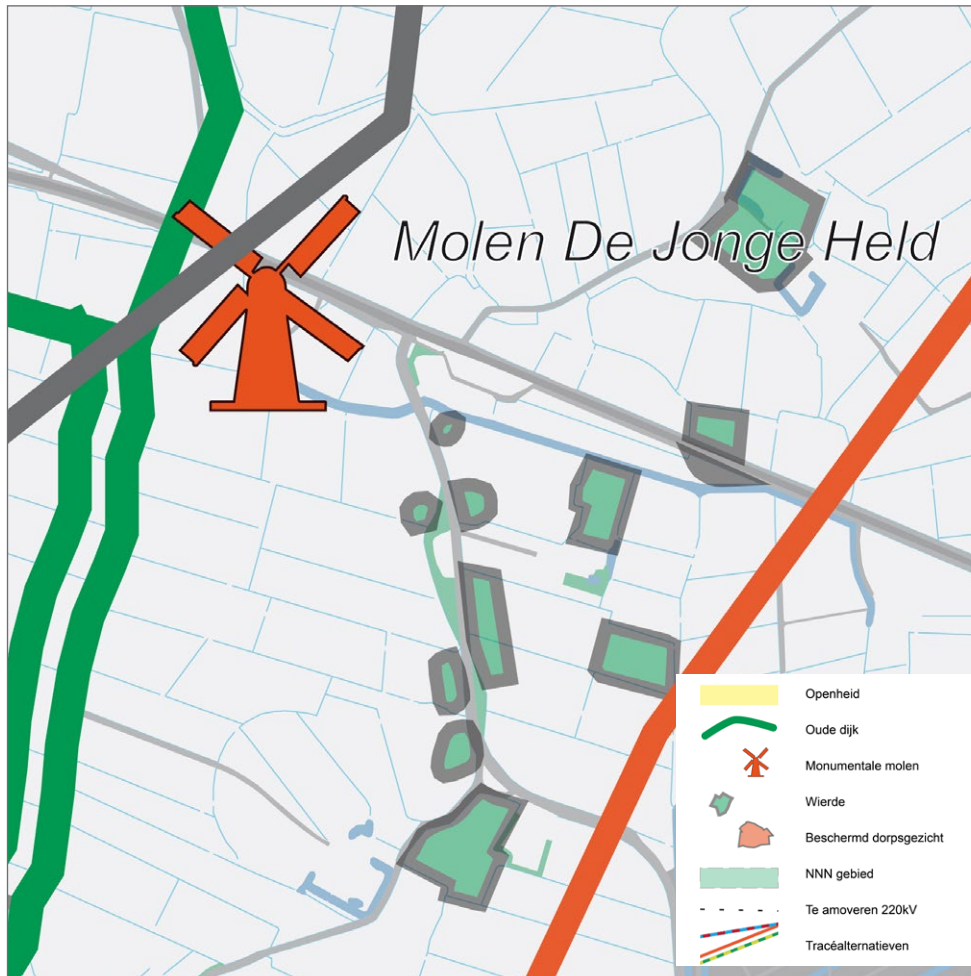 Molen De Jonge Held
Openheid
Oude dijk
Monumentale molen
Wierde
Beschermd dorpsgezicht
NNN gebied
Te amoveren 220kV
Tracéalternatieven